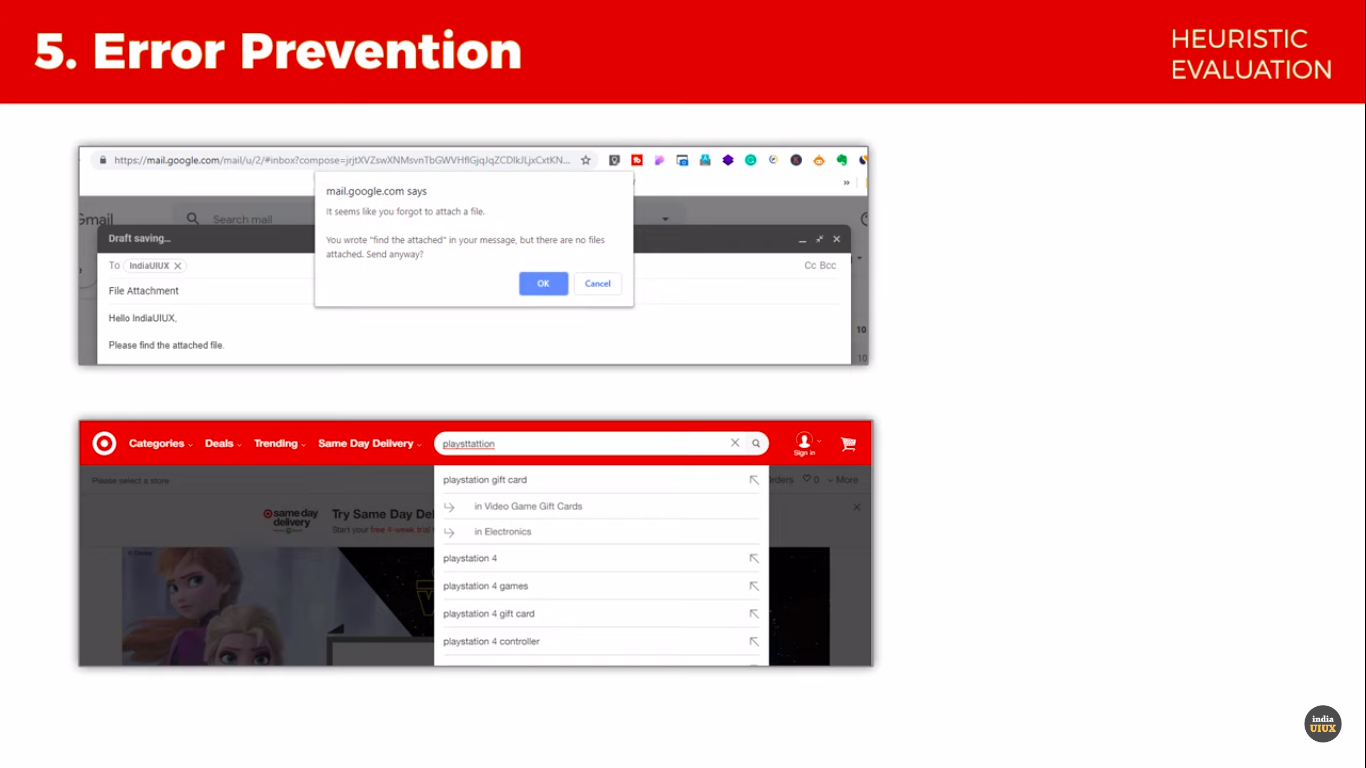 5. Error Prevention
HEURISTIC
EVALUATION
https://mail.google.com/mail/u/2/#inbox?compose=
mail.google.com says
It seems like you forgot to attach a file.
You wrote "find the attached" in your message, but there are no files
attached. Send anyway?
OK
Cancel
Gmail
Search mail
Draft saving...
To IndiaUIUX
Cc Bcc
File Attachment
Hello IndiaUIUX,
Please find the attached file.
10
10
Categories Deals Trending Same Day Delivery
playsttattion
Sign in
Please select a store
0 More
same day
delivery
Try Same Day
Start your free 4-week trial
playstation gift card
in Video Game Gift Cards
in Electronics
playstation 4
playstation 4 games
playstation 4 gift card
playstation 4 controller
india
UIUX